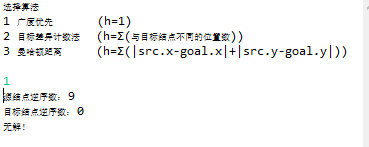 选择算法
1 广度优先 (h=1)
2 目标差异计数法 (h=Σ(与目标结点不同的位置数))
3 曼哈顿距离 (h=Σ(|src.x-goal.x|+|src.y-goal.y|))
1
源结点逆序数：9
目标结点逆序数：0
无解！